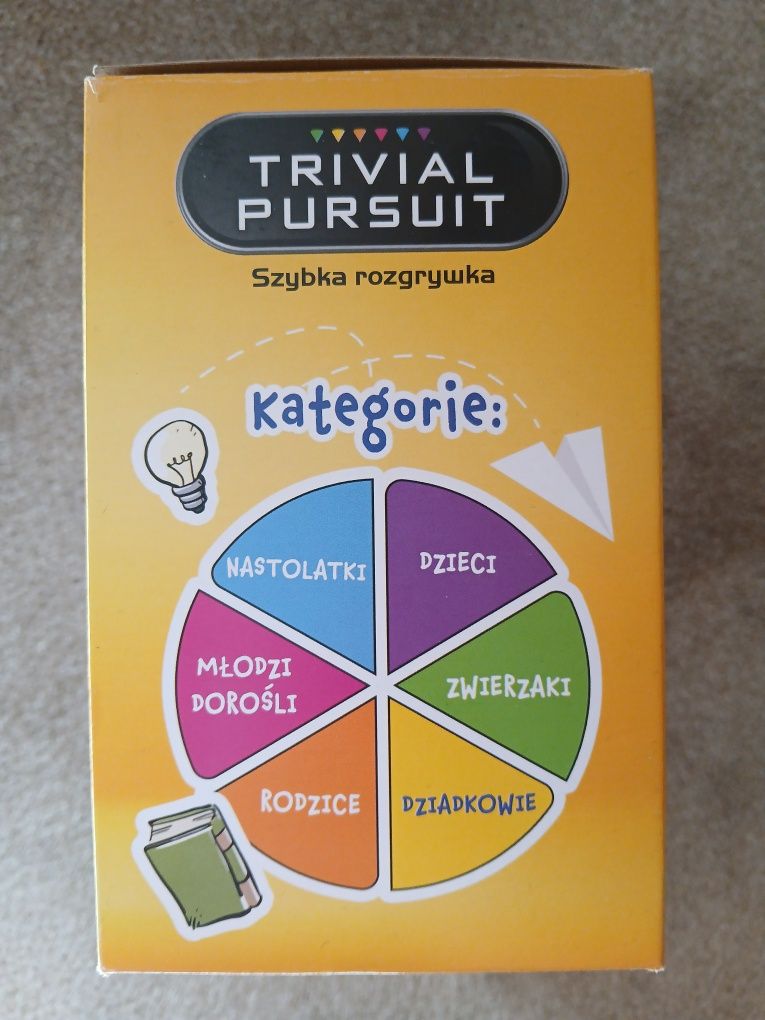 TRIVIAL
PURSUIT
Szybka rozgrywka
Kategorie:
NASTOLATKI
DZIECI
MŁODZI
DOROŚLI
ZWIERZAKI
RODZICE
DZIADKOWIE